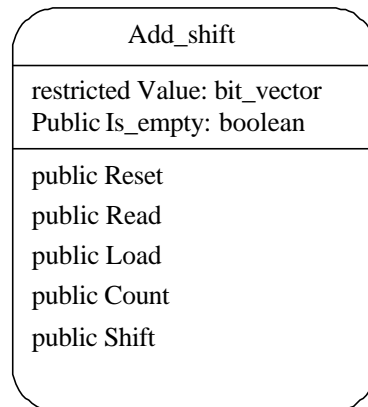 Add_shift
restricted Value: bit_vector
Public Is_empty: boolean
public Reset
public Read
public Load
public Count
public Shift